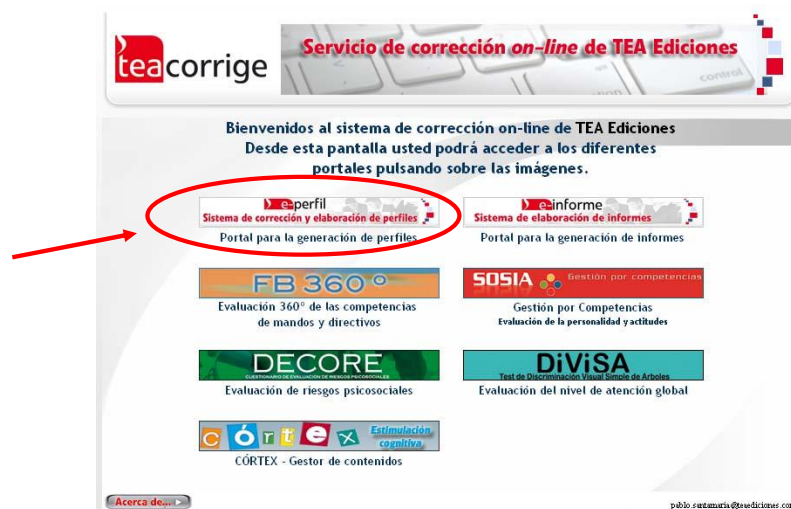 teacorrige
Servicio de corrección on-line de TEA Ediciones
control
Bienvenidos al sistema de corrección on-line de TEA Ediciones
Desde esta pantalla usted podrá acceder a los diferentes
portales pulsando sobre las imágenes.
e-perfil
Sistema de corrección y elaboración de perfiles
Portal para la generación de perfiles
e-informe
Sistema de elaboración de informes
Portal para la generación de informes
FB 360º
Evaluación 360º de las competencias
de mandos y directivos
SOSIA Gestión por competencias
Gestión por Competencias
Evaluación de la personalidad y actitudes
DECORE
CUESTIONARIO DE EVALUACIÓN DE RIESGOS PSICOSOCIALES
Evaluación de riesgos psicosociales
DiViSA
Test de Discriminación Visual Simple de Arboles
Evaluación del nivel de atención global
CÓrtex Estimulación
cognitiva
CÓRTEX - Gestor de contenidos
Acerca de...
pablo.santamaria@teaediciones.com